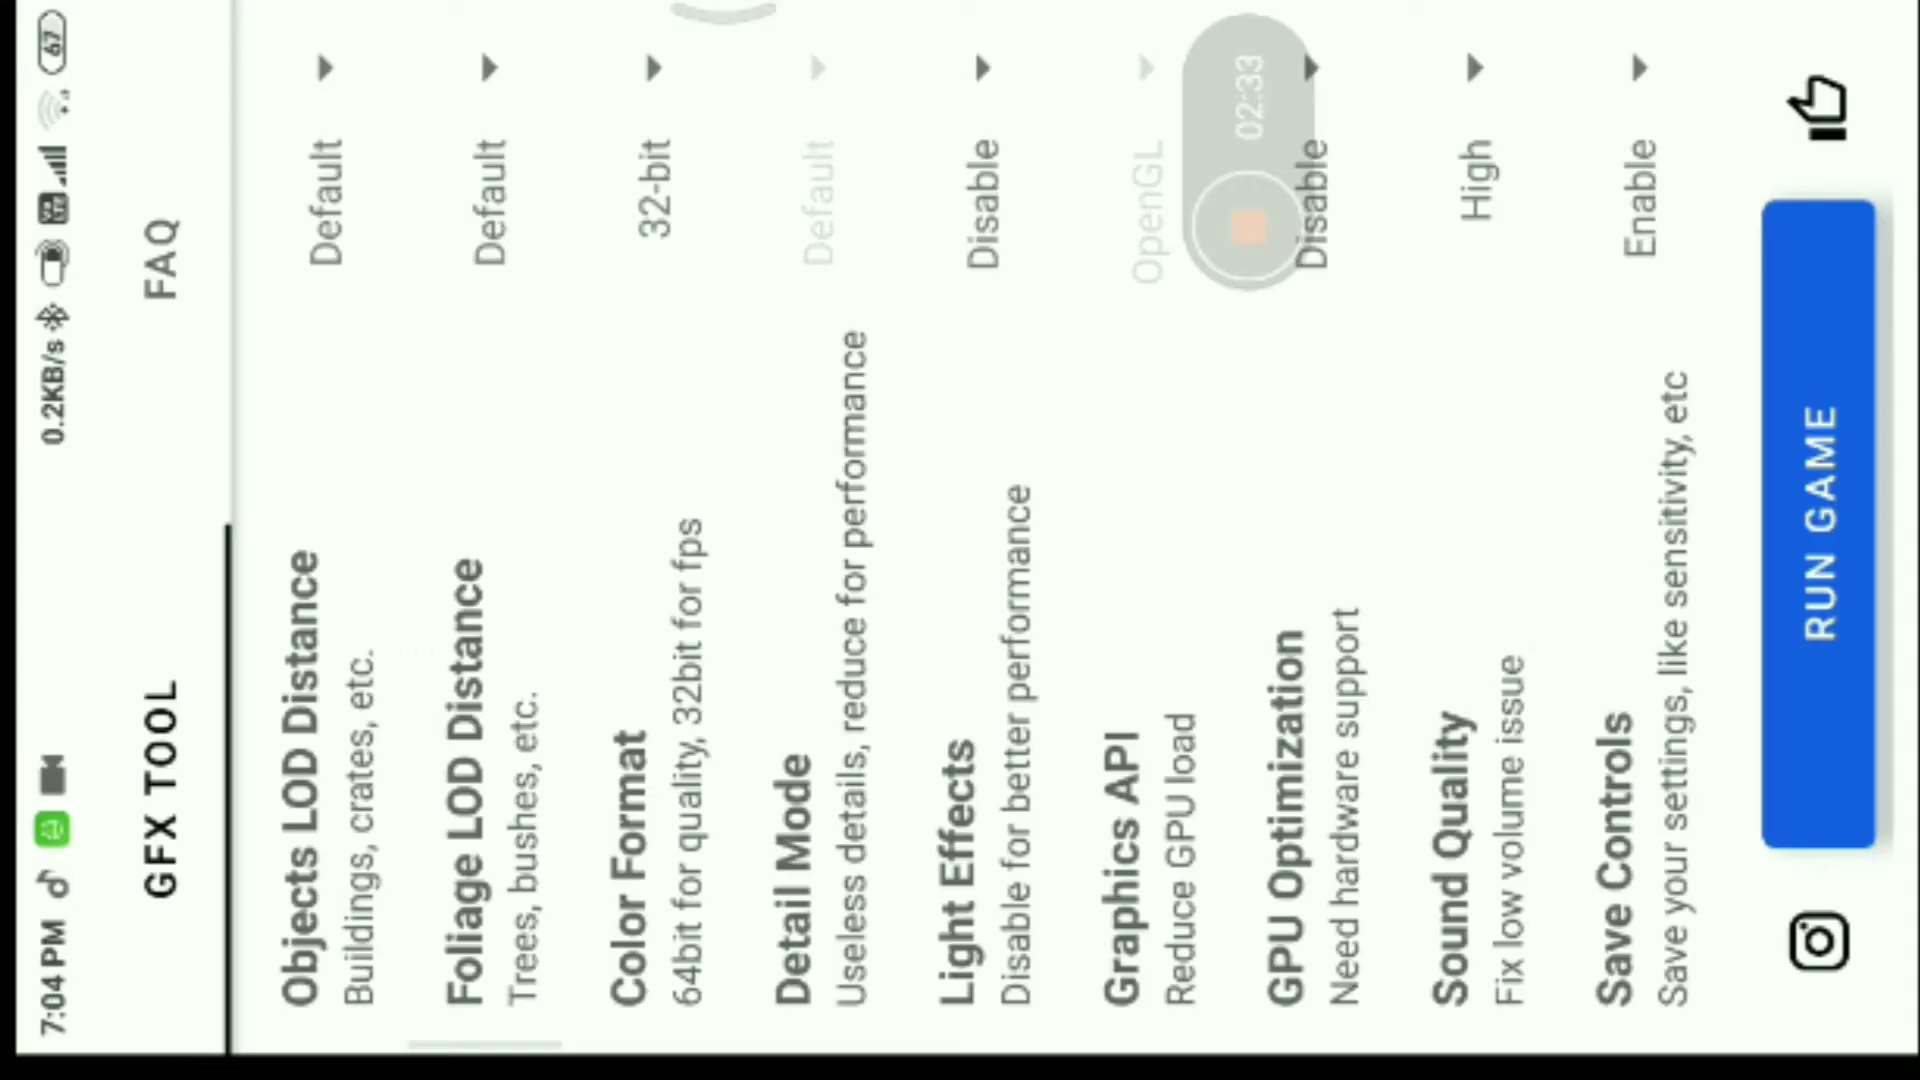 7:04 PM 0.2KB/s 67
GFX TOOL FAQ
Objects LOD Distance Default
Buildings, crates, etc.
Foliage LOD Distance Default
Trees, bushes, etc.
Color Format 32-bit
64bit for quality, 32bit for fps
Detail Mode Default
Useless details, reduce for performance
Light Effects Disable
Disable for better performance
Graphics API OpenGL
Reduce GPU load
02:33
GPU Optimization Disable
Need hardware support
Sound Quality High
Fix low volume issue
Save Controls Enable
Save your settings, like sensitivity, etc
RUN GAME